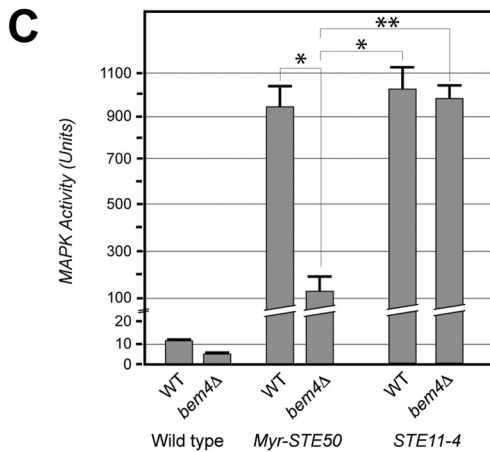 C
**
*
*
1100
900
700
500
300
100
20
10
0
MAPK Activity (Units)
WT
bem4Δ
WT
bem4Δ
WT
bem4Δ
Wild type
Myr-STE50
STE11-4